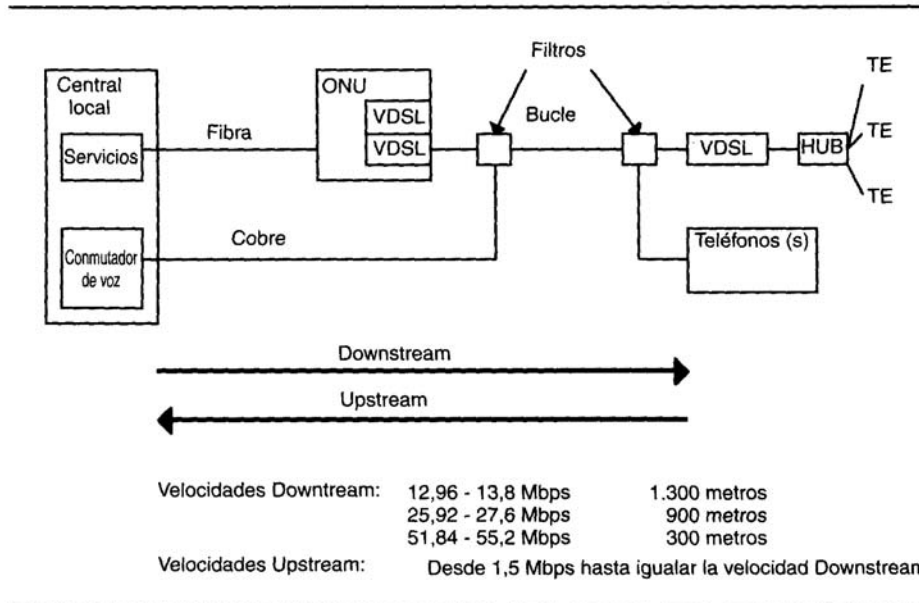 Filtros
TE
Central
local
ONU
VDSL
Bucle
Fibra
VDSL
TE
Servicios
VDSL
HUB
TE
Cobre
Teléfonos (s)
Conmutador
de voz
Downstream
Upstream
Velocidades Downtream: 12,96 - 13,8 Mbps 1.300 metros
25,92 - 27,6 Mbps 900 metros
51,84 - 55,2 Mbps 300 metros
Velocidades Upstream: Desde 1,5 Mbps hasta igualar la velocidad Downstream